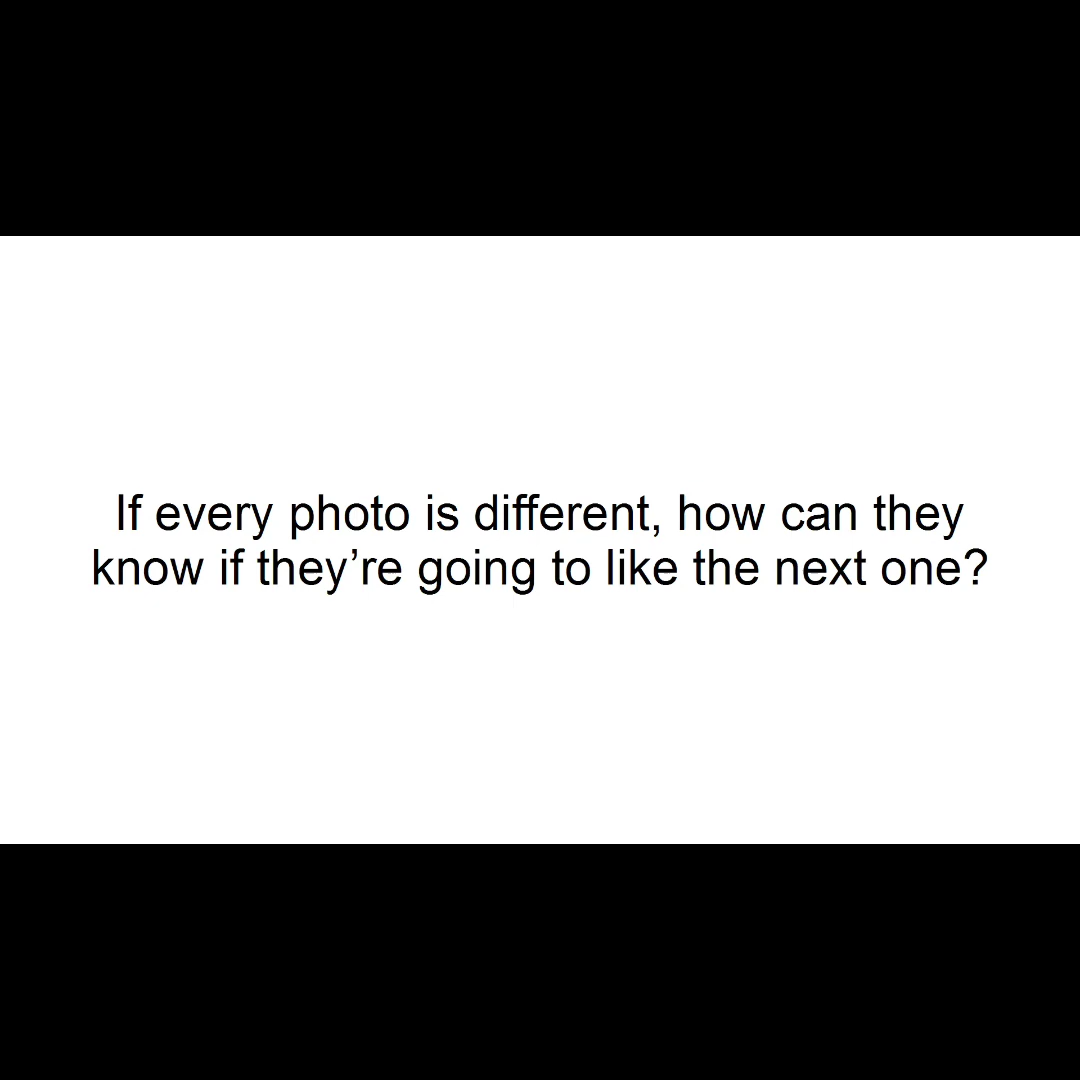 If every photo is different, how can they
know if they’re going to like the next one?